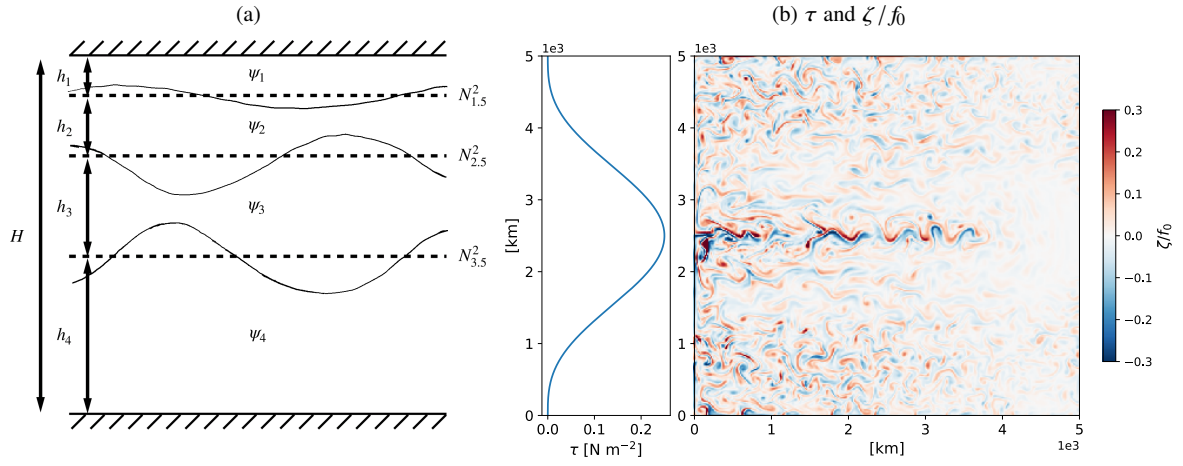 (a)
h₁
h₂
h₃
h₄
H
ψ₁
ψ₂
ψ₃
ψ₄
N²₁.₅
N²₂.₅
N²₃.₅
(b) τ and ζ/f₀
1e3
5
4
3
2
1
0
[km]
0.0 0.1 0.2
τ [N m⁻²]
1e3
5
4
3
2
1
0
0 1 2 3 4 5
[km]
1e3
0.3
0.2
0.1
0.0
−0.1
−0.2
−0.3
ζ/f₀